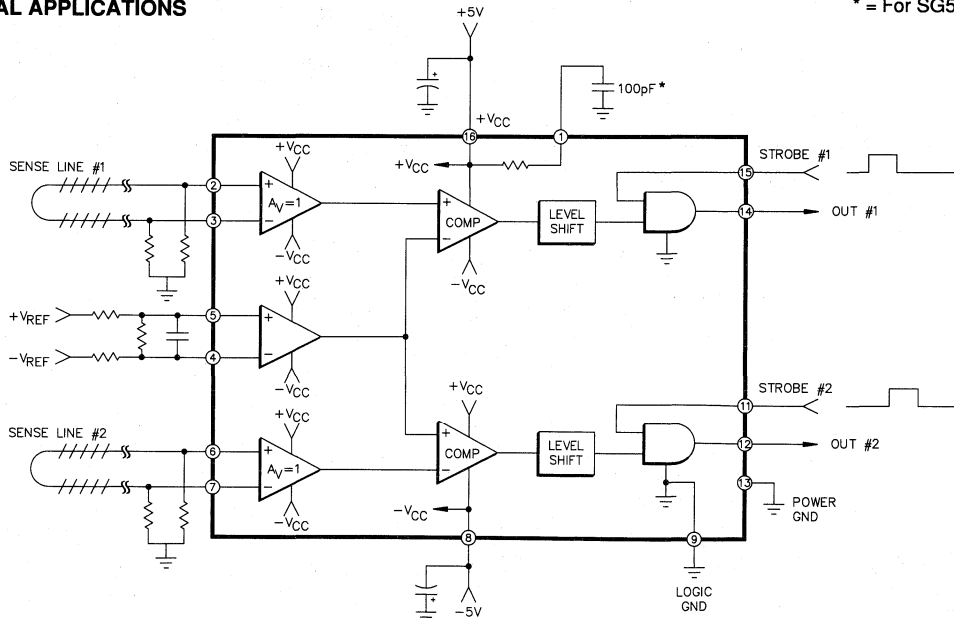 AL APPLICATIONS
* = For SG5
+5V
100pF*
+VCC
16
1
SENSE LINE #1
+VCC
+VCC
STROBE #1
2
+
AV=1
−
3
−VCC
+
COMP
−
−VCC
LEVEL
SHIFT
15
14
OUT #1
+VREF
5
+VCC
+
−
−VREF
4
−VCC
+VCC
STROBE #2
11
SENSE LINE #2
+VCC
6
+
AV=1
−
7
−VCC
+
COMP
−
LEVEL
SHIFT
12
OUT #2
13
POWER
GND
−VCC
8
9
LOGIC
GND
+
−5V